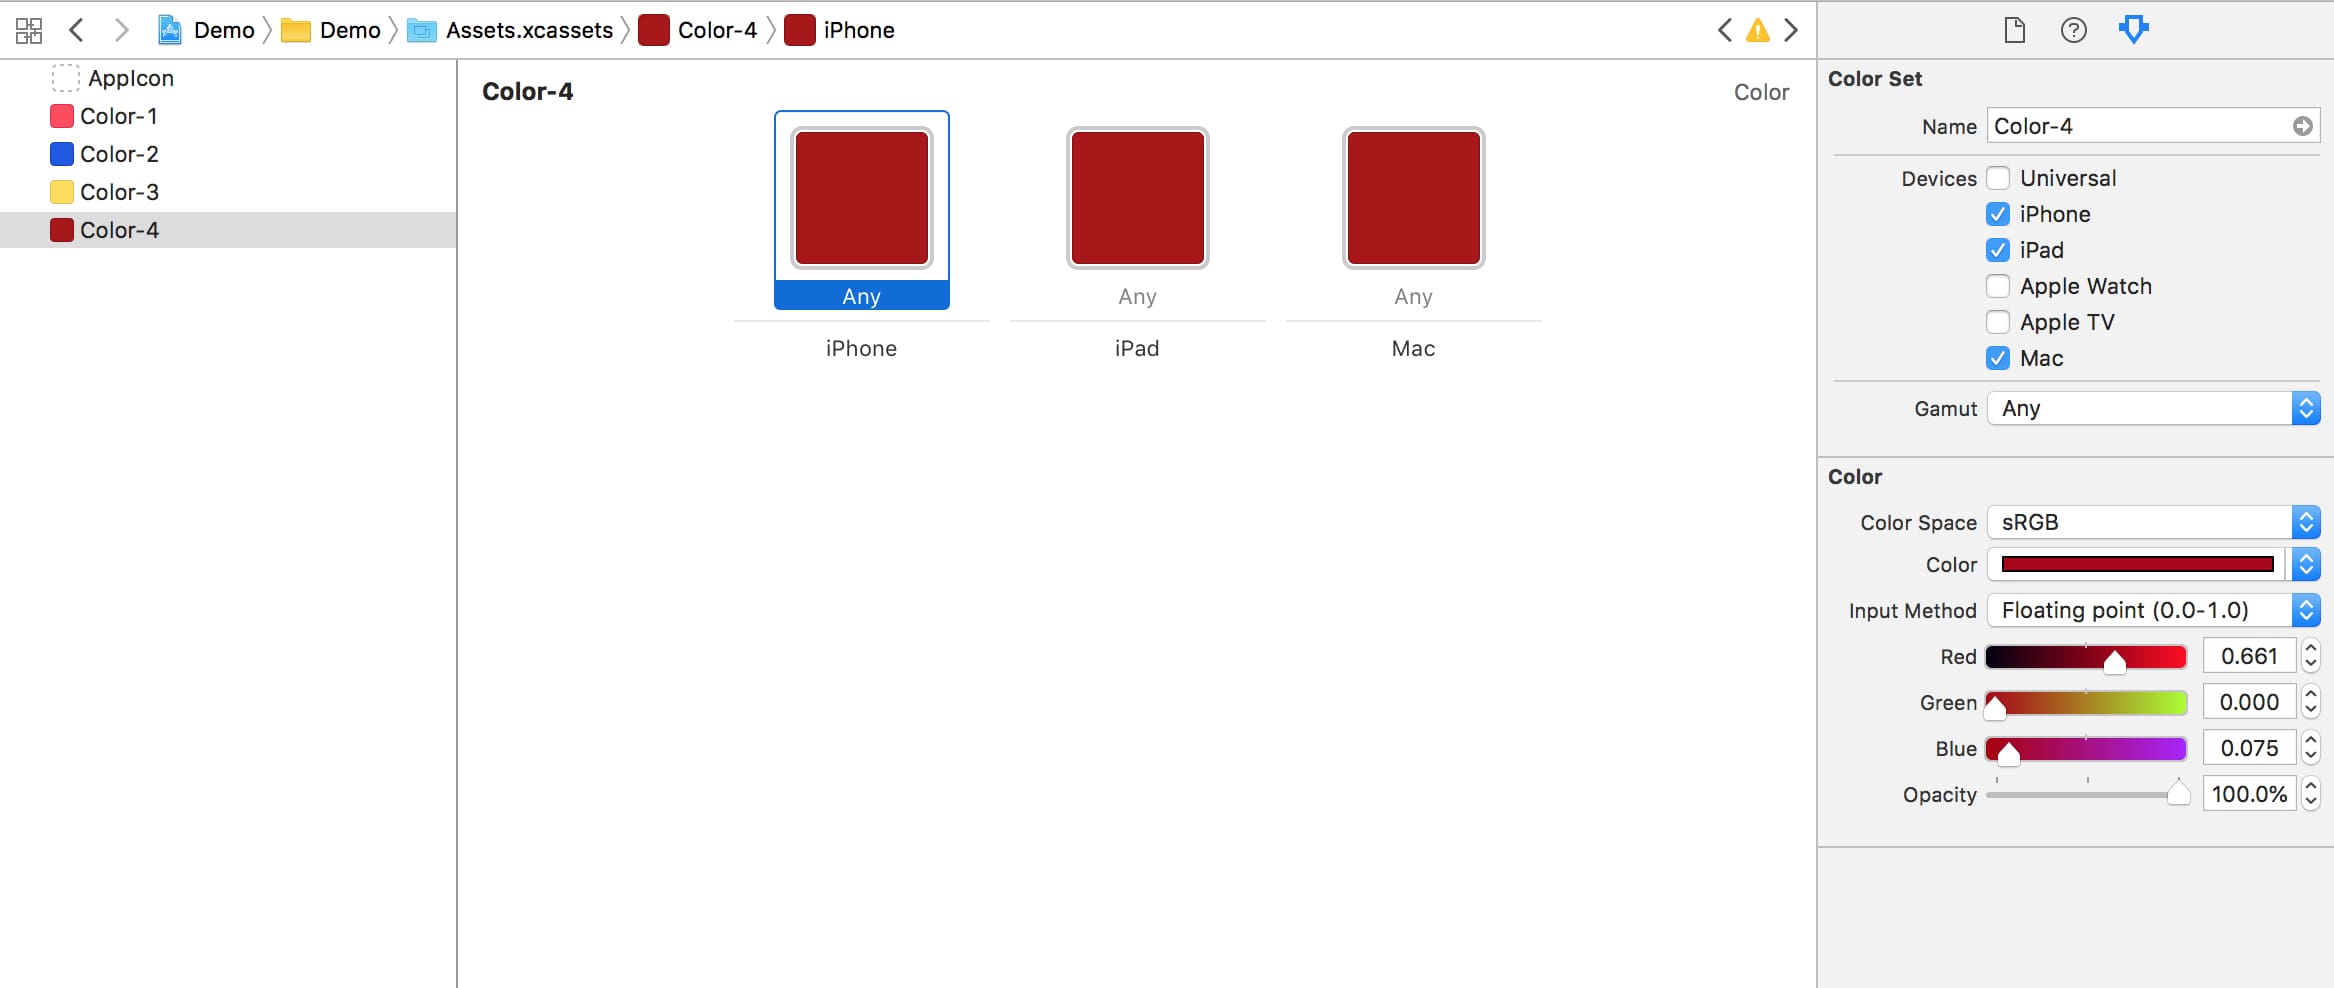 Demo Demo Assets.xcassets Color-4 iPhone
AppIcon
Color-1
Color-2
Color-3
Color-4
Color-4
Color
Any
iPhone
Any
iPad
Any
Mac
Color Set
Name Color-4
Devices Universal
iPhone
iPad
Apple Watch
Apple TV
Mac
Gamut Any
Color
Color Space sRGB
Color
Input Method Floating point (0.0-1.0)
Red 0.661
Green 0.000
Blue 0.075
Opacity 100.0%